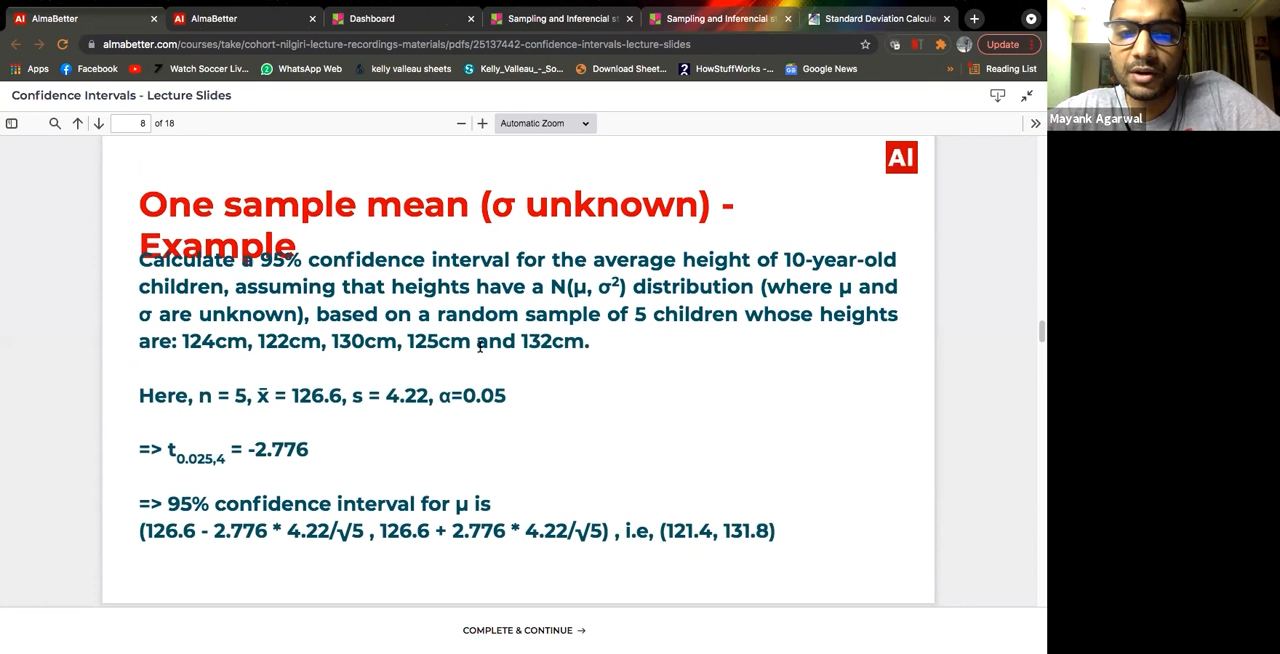 AlmaBetter
AlmaBetter
Dashboard
Sampling and Inferencial st
Sampling and Inferencial st
Standard Deviation Calcula
almabetter.com/courses/take/cohort-nilgiri-lecture-recordings-materials/pdfs/25137442-confidence-intervals-lecture-slides
Update
Apps
Facebook
Watch Soccer Liv...
WhatsApp Web
kelly valleau sheets
Kelly_Valleau_-_So...
Download Sheet...
HowStuffWorks -...
Google News
»
Reading List
Confidence Intervals - Lecture Slides
8 of 18
Automatic Zoom
Mayank Agarwal
AI
One sample mean (σ unknown) -
Example
Calculate a 95% confidence interval for the average height of 10-year-old
children, assuming that heights have a N(μ, σ²) distribution (where μ and
σ are unknown), based on a random sample of 5 children whose heights
are: 124cm, 122cm, 130cm, 125cm and 132cm.
Here, n = 5, x̄ = 126.6, s = 4.22, α=0.05
=> t0.025,4 = -2.776
=> 95% confidence interval for μ is
(126.6 - 2.776 * 4.22/√5 , 126.6 + 2.776 * 4.22/√5) , i.e, (121.4, 131.8)
COMPLETE & CONTINUE →